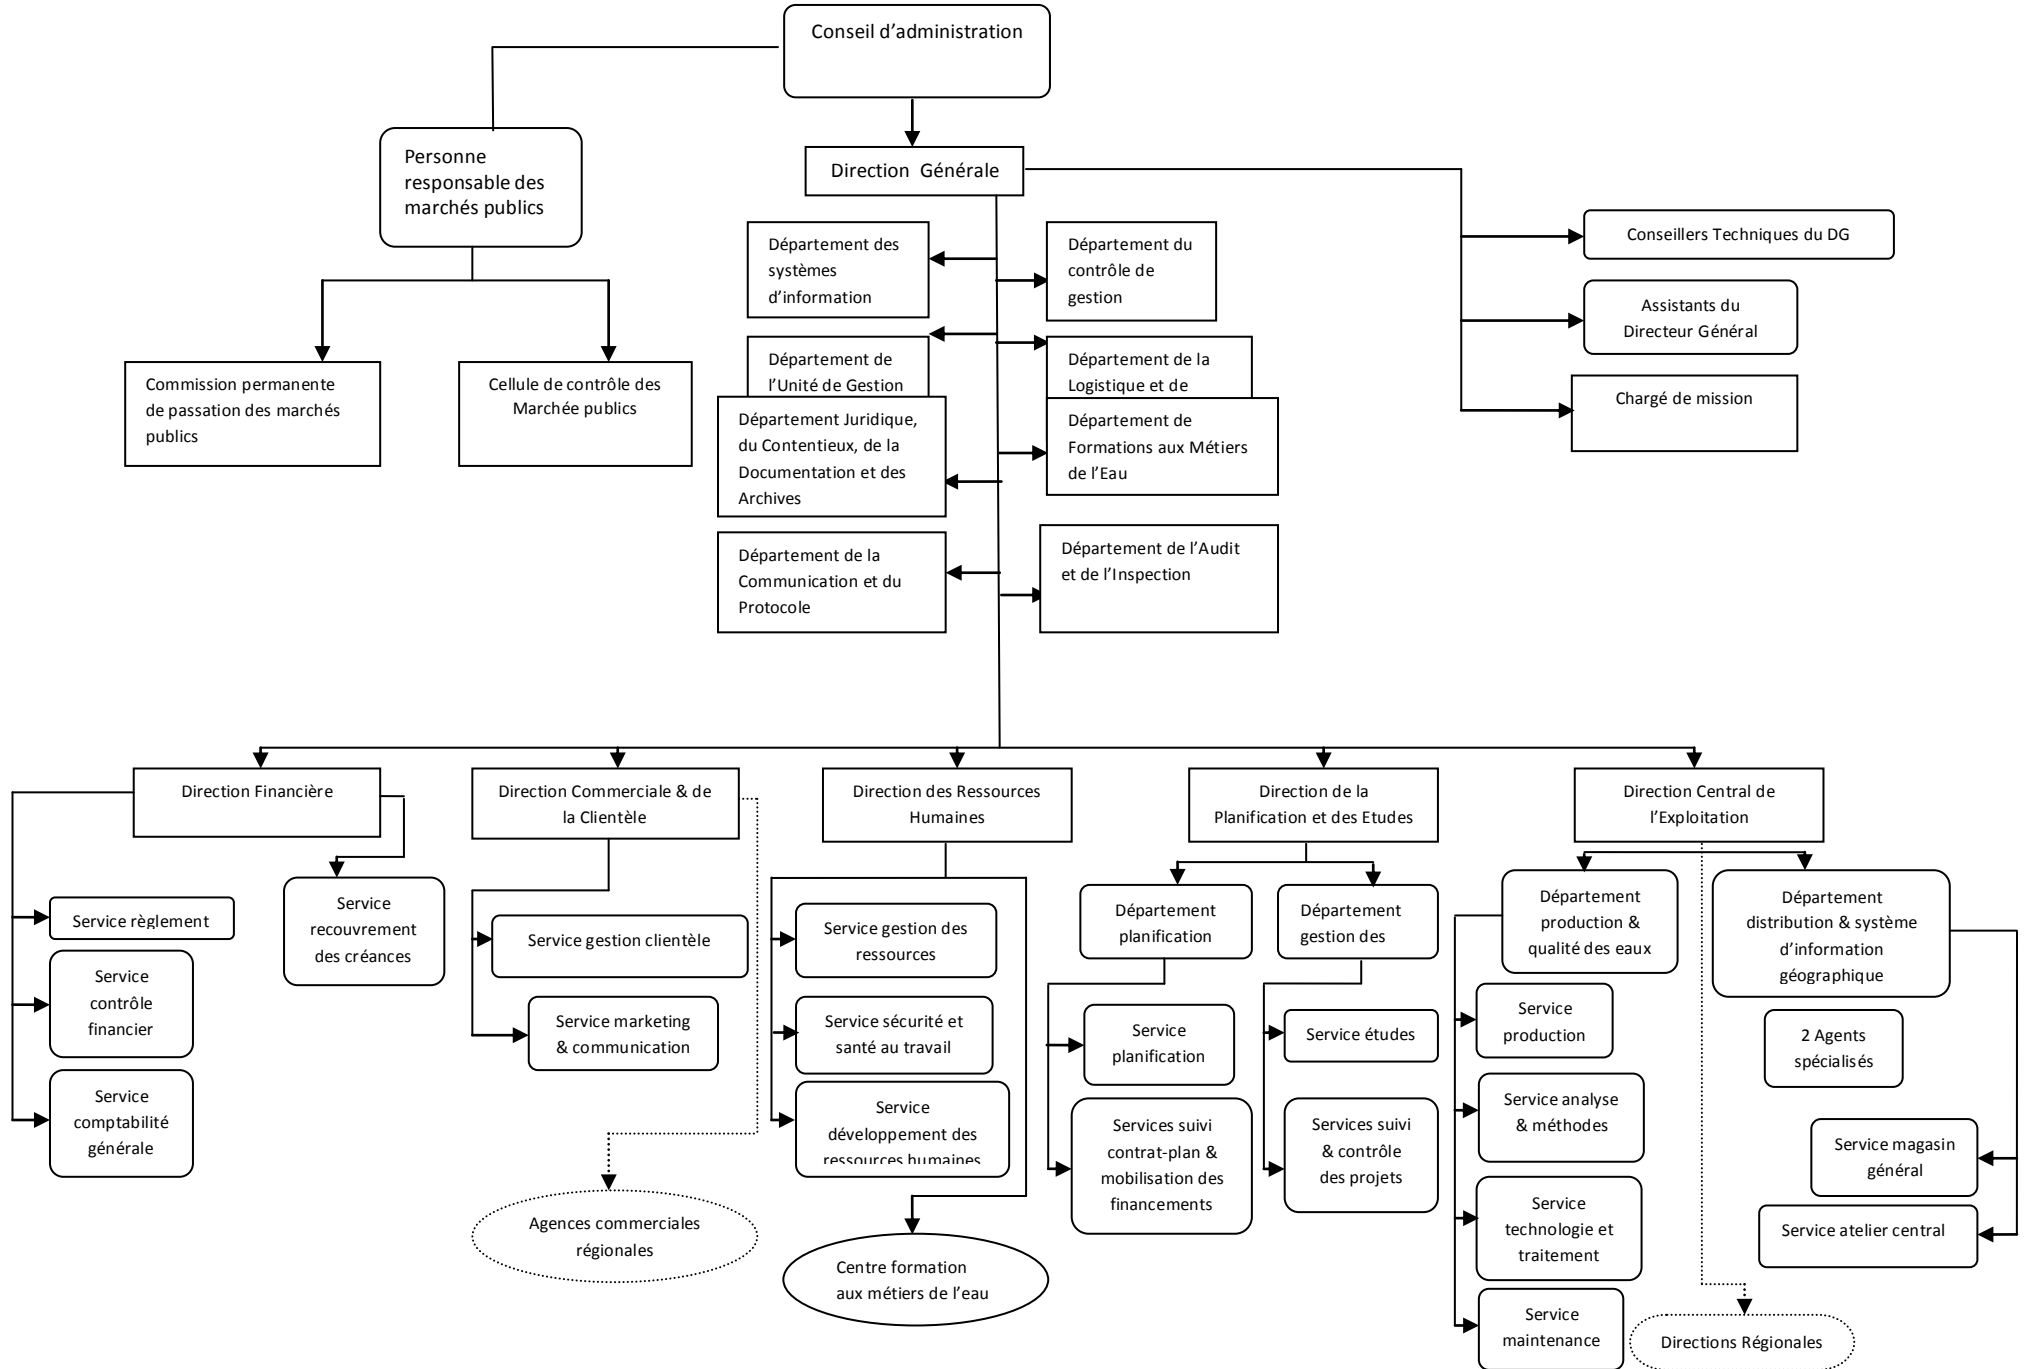 Conseil d’administration
Personne
responsable des
marchés publics
Direction  Générale
Conseillers Techniques du DG
Assistants du
Directeur Général
Chargé de mission
Département des
systèmes
d’information
Département du
contrôle de
gestion
Département de
l’Unité de Gestion
Département de la
Logistique et de
Commission permanente
de passation des marchés
publics
Cellule de contrôle des
Marchée publics
Département Juridique,
du Contentieux, de la
Documentation et des
Archives
Département de
Formations aux Métiers
de l’Eau
Département de la
Communication et du
Protocole
Département de l’Audit
et de l’Inspection
Direction Financière
Direction Commerciale & de
la Clientèle
Direction des Ressources
Humaines
Direction de la
Planification et des Etudes
Direction Central de
l’Exploitation
Service règlement
Service
contrôle
financier
Service
comptabilité
générale
Service
recouvrement
des créances
Service gestion clientèle
Service marketing
& communication
Agences commerciales
régionales
Service gestion des
ressources
Service sécurité et
santé au travail
Service
développement des
ressources humaines
Centre formation
aux métiers de l’eau
Département
planification
Service
planification
Services suivi
contrat-plan &
mobilisation des
financements
Département
gestion des
Service études
Services suivi
& contrôle
des projets
Département
production &
qualité des eaux
Service
production
Service analyse
& méthodes
Service
technologie et
traitement
Service
maintenance
Département
distribution & système
d’information
géographique
2 Agents
spécialisés
Service magasin
général
Service atelier central
Directions Régionales